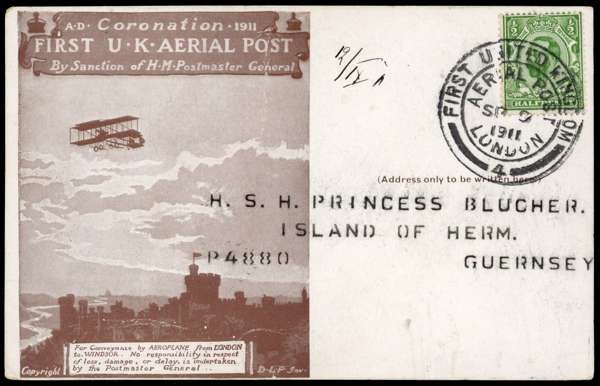 A·D· Coronation · 1911
FIRST U·K·AERIAL POST
By Sanction of H·M·Postmaster General
FIRST UNITED KINGDOM
AERIAL POST
1911
LONDON
4
HALF
(Address only to be written here.)
H. S. H. PRINCESS BLUCHER.
ISLAND OF HERM.
P4880
GUERNSEY
For Conveyance by AEROPLANE from LONDON
to WINDSOR. No responsibility in respect
of loss, damage, or delay, is undertaken
by the Postmaster General...
Copyright